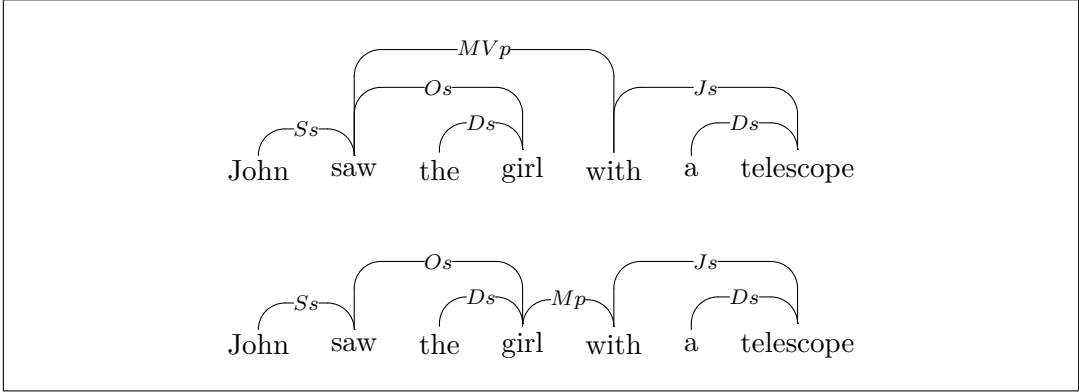 MVp
Os Js
Ss Ds Ds
John saw the girl with a telescope
Os Js
Ss Ds Mp Ds
John saw the girl with a telescope